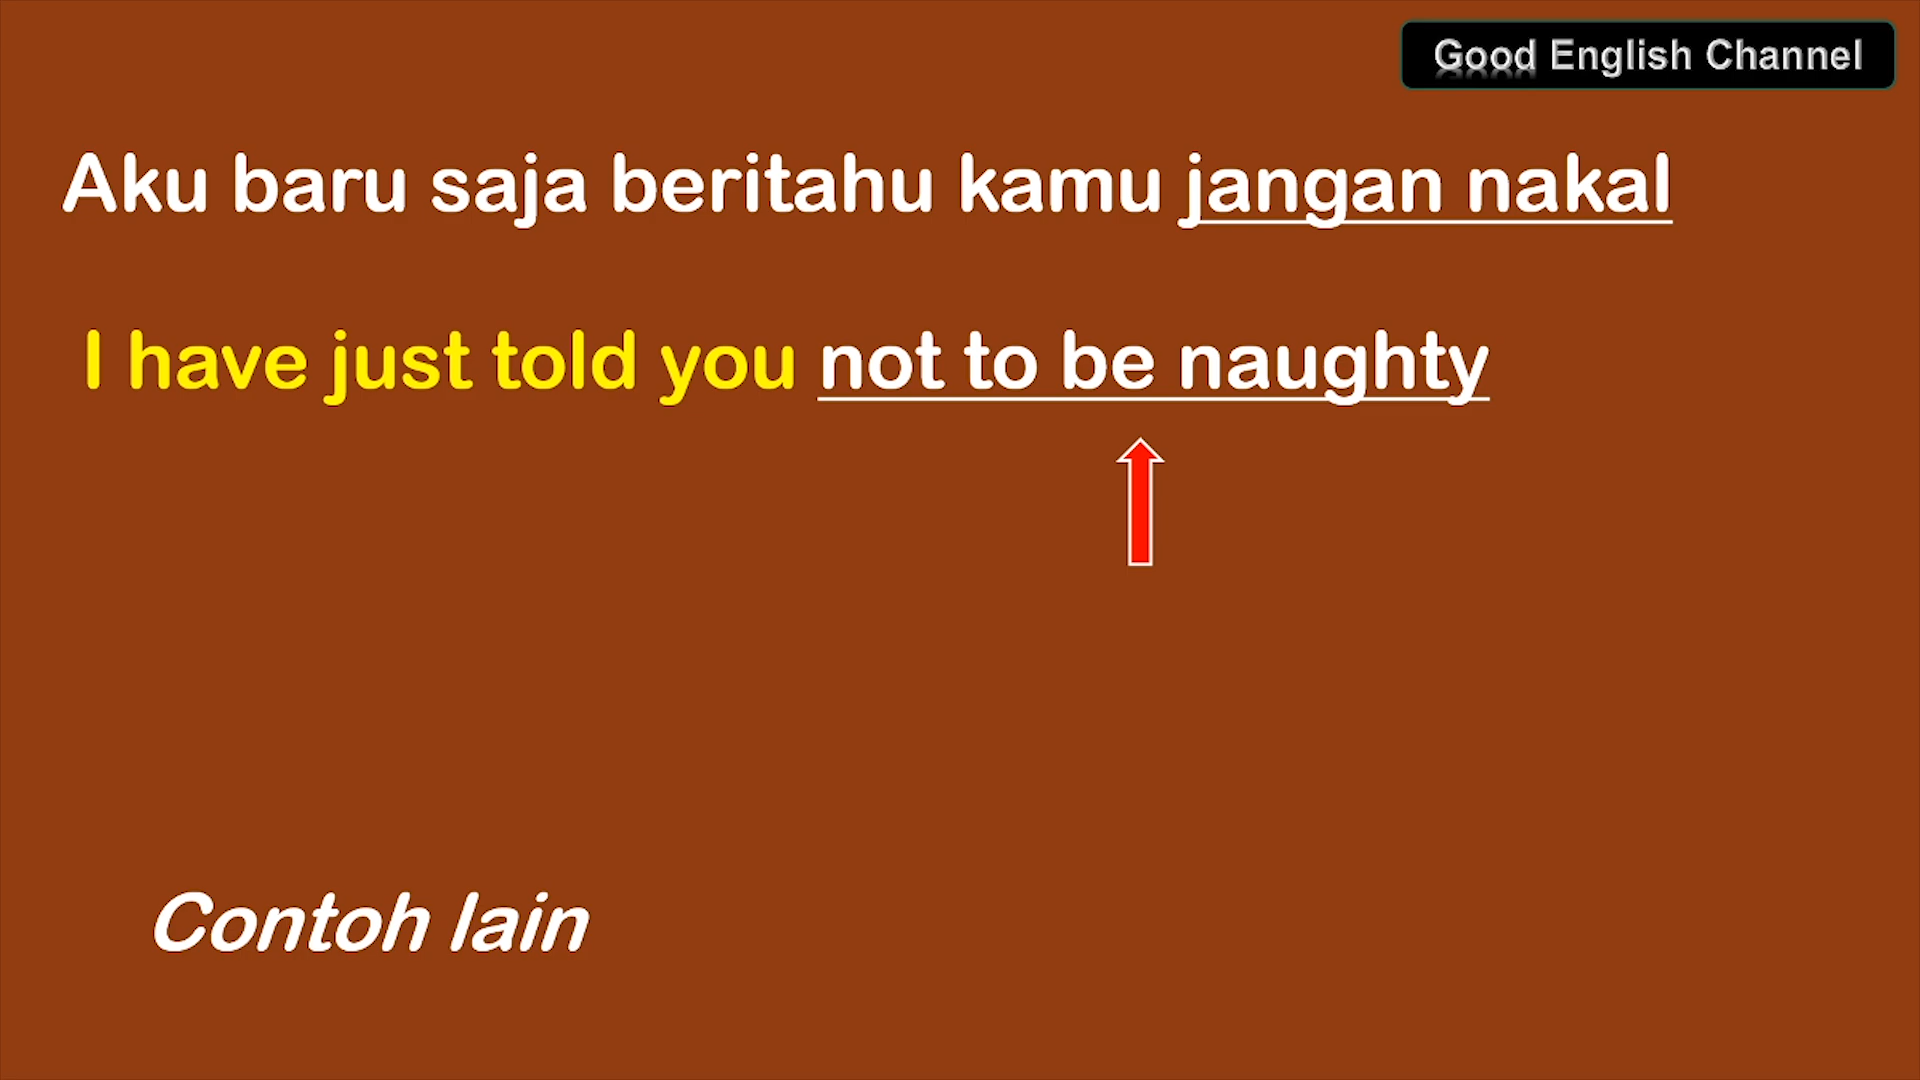 Good English Channel
Aku baru saja beritahu kamu jangan nakal
I have just told you not to be naughty
Contoh lain